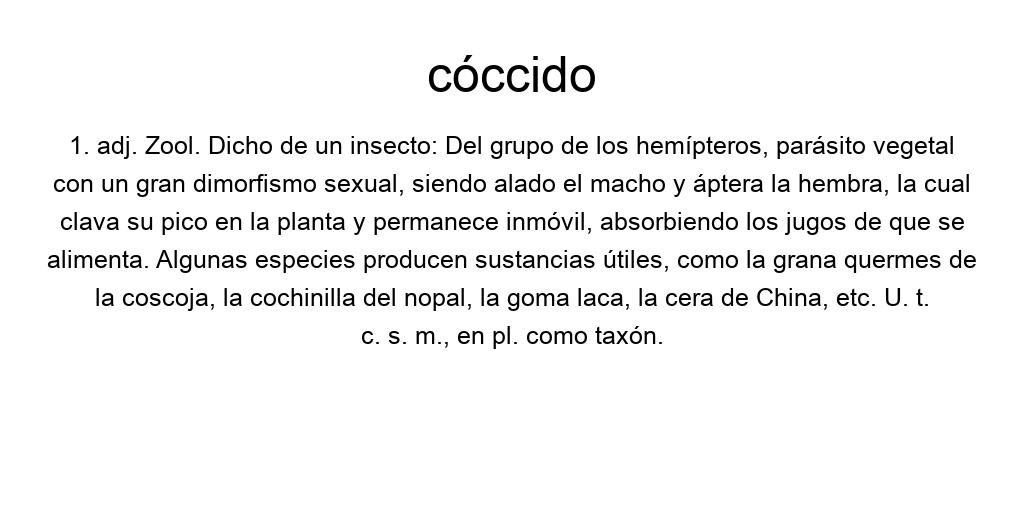 cóccido
1. adj. Zool. Dicho de un insecto: Del grupo de los hemípteros, parásito vegetal
con un gran dimorfismo sexual, siendo alado el macho y áptera la hembra, la cual
clava su pico en la planta y permanece inmóvil, absorbiendo los jugos de que se
alimenta. Algunas especies producen sustancias útiles, como la grana quermes de
la coscoja, la cochinilla del nopal, la goma laca, la cera de China, etc. U. t.
c. s. m., en pl. como taxón.